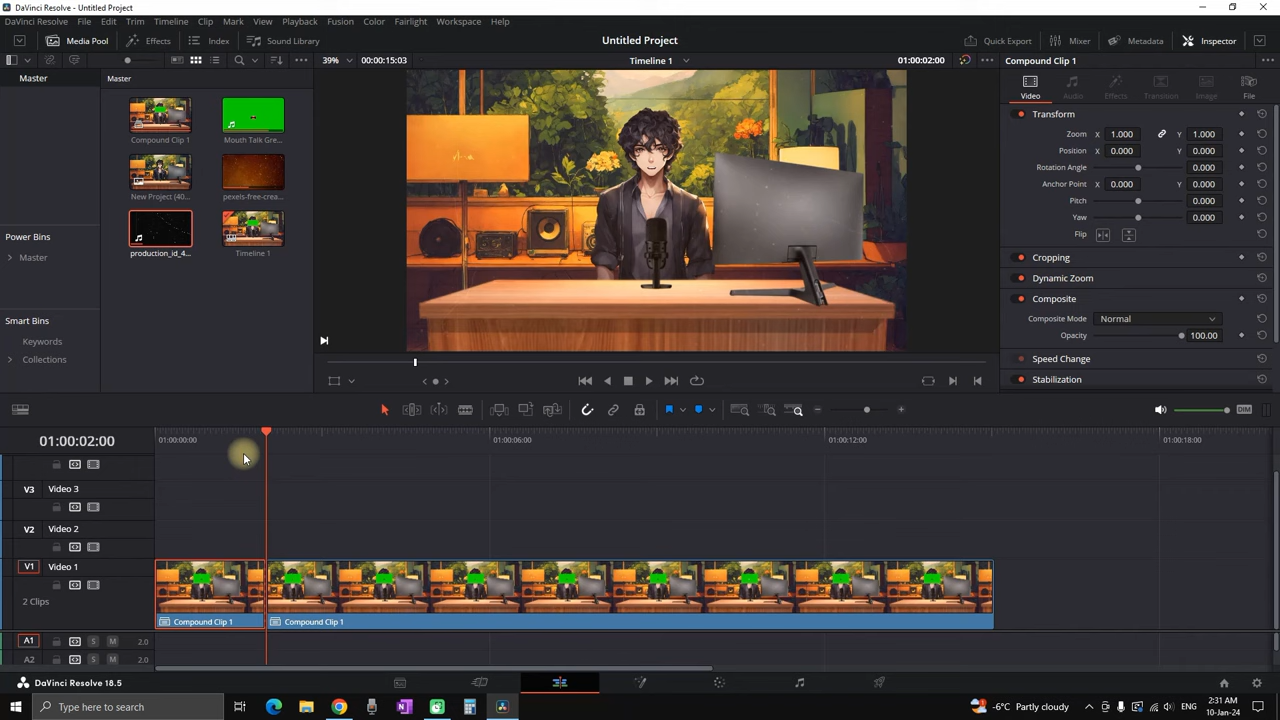 DaVinci Resolve - Untitled Project
DaVinci Resolve File Edit Trim Timeline Clip Mark View Playback Fusion Color Fairlight Workspace Help
Media Pool Effects Index Sound Library Untitled Project Quick Export Mixer Metadata Inspector
39% 00:00:15:03 Timeline 1 01:00:02:00 Compound Clip 1
Master Master
Video Audio Effects Transition Image File
Transform
Compound Clip 1 Mouth Talk Gre...
Zoom X 1.000 Y 1.000
Position X 0.000 Y 0.000
Rotation Angle 0.000
Anchor Point X 0.000 Y 0.000
New Project (40... pexels-free-crea...
Pitch 0.000
Yaw 0.000
Flip
Power Bins
Master
production_id_4... Timeline 1
Cropping
Dynamic Zoom
Composite
Smart Bins
Composite Mode Normal
Keywords
Opacity 100.00
Collections
Speed Change
Stabilization
DIM
01:00:02:00 01:00:00:00 01:00:06:00 01:00:12:00 01:00:18:00
V3 Video 3
V2 Video 2
V1 Video 1
2 Clips
Compound Clip 1 Compound Clip 1
A1 S M 2.0
A2 S M 2.0
DaVinci Resolve 18.5
Type here to search
-6°C Partly cloudy ENG 2:31 AM
10-Jan-24